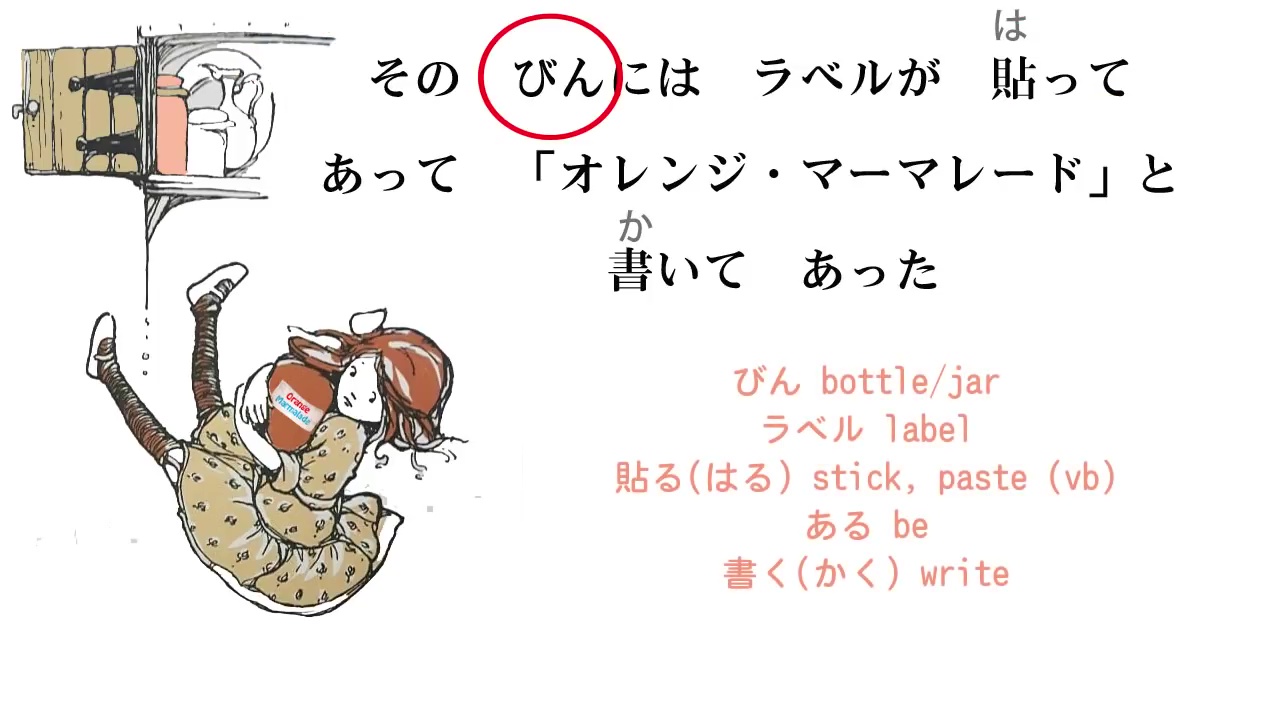 は
その びんには ラベルが 貼って
あって 「オレンジ・マーマレード」と
か
書いて あった
びん bottle/jar
ラベル label
貼る(はる) stick, paste (vb)
ある be
書く(かく) write
Orange
Marmalade